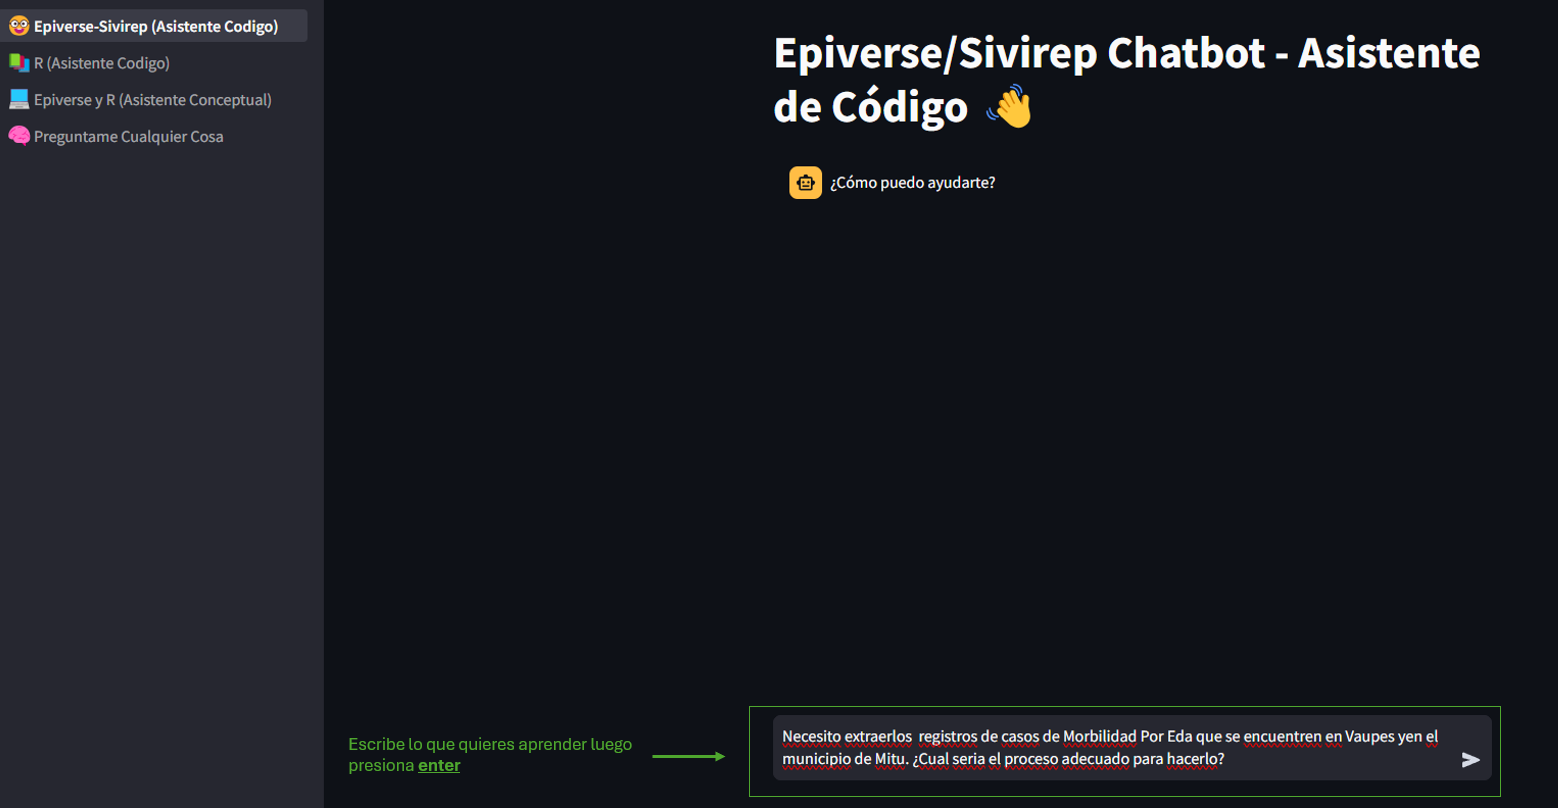 Epiverse-Sivirep (Asistente Codigo)
R (Asistente Codigo)
Epiverse y R (Asistente Conceptual)
Preguntame Cualquier Cosa
Epiverse/Sivirep Chatbot - Asistente
de Código
¿Cómo puedo ayudarte?
Escribe lo que quieres aprender luego
presiona enter
Necesito extraerlos  registros de casos de Morbilidad Por Eda que se encuentren en Vaupes yen el
municipio de Mitu. ¿Cual seria el proceso adecuado para hacerlo?